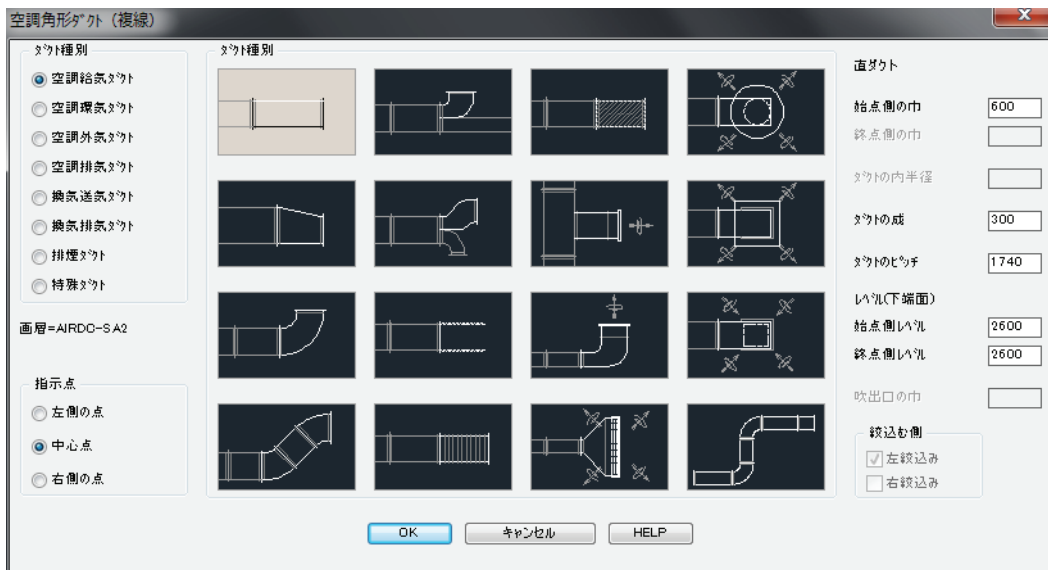 空調角形ﾀﾞｸﾄ（複線）
ﾀﾞｸﾄ種別
空調給気ﾀﾞｸﾄ
空調環気ﾀﾞｸﾄ
空調外気ﾀﾞｸﾄ
空調排気ﾀﾞｸﾄ
換気送気ﾀﾞｸﾄ
換気排気ﾀﾞｸﾄ
排煙ﾀﾞｸﾄ
特殊ﾀﾞｸﾄ
画層=AIRDC-SA2
指示点
左側の点
中心点
右側の点
ﾀﾞｸﾄ種別
直ダクト
始点側の巾 600
終点側の巾
ﾀﾞｸﾄの内半径
ﾀﾞｸﾄの成 300
ﾀﾞｸﾄのﾋﾟｯﾁ 1740
ﾚﾍﾞﾙ(下端面)
始点側ﾚﾍﾞﾙ 2600
終点側ﾚﾍﾞﾙ 2600
吹出口の巾
絞込む側
左絞込み
右絞込み
OK キャンセル HELP